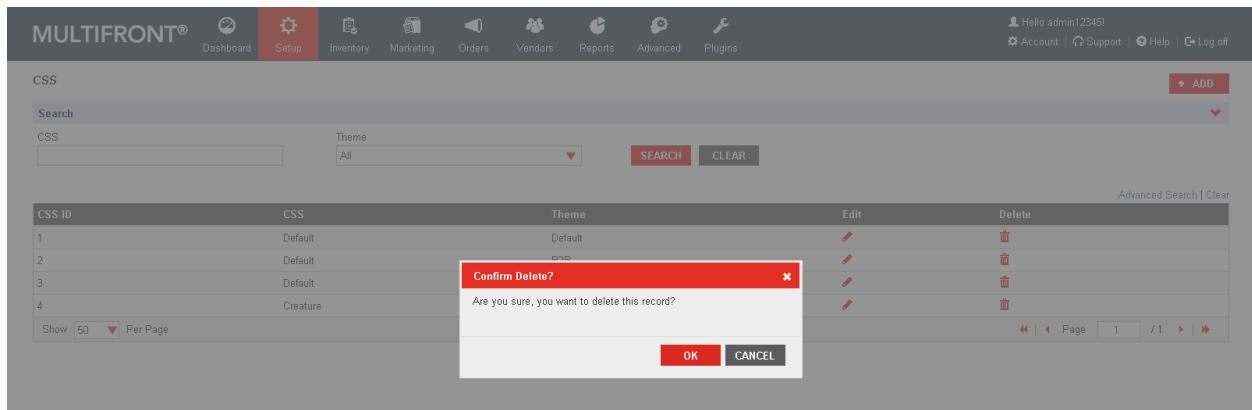 MULTIFRONT®
Dashboard Setup Inventory Marketing Orders Vendors Reports Advanced Plugins
Hello admin12345!
Account | Support | Help | Log off
CSS
ADD
Search
CSS Theme
All SEARCH CLEAR
Advanced Search | Clear
CSS ID CSS Theme Edit Delete
1 Default Default
2 Default B2B
3 Default
4 Creature
Show 50 Per Page Page 1 / 1
Confirm Delete?
Are you sure, you want to delete this record?
OK CANCEL